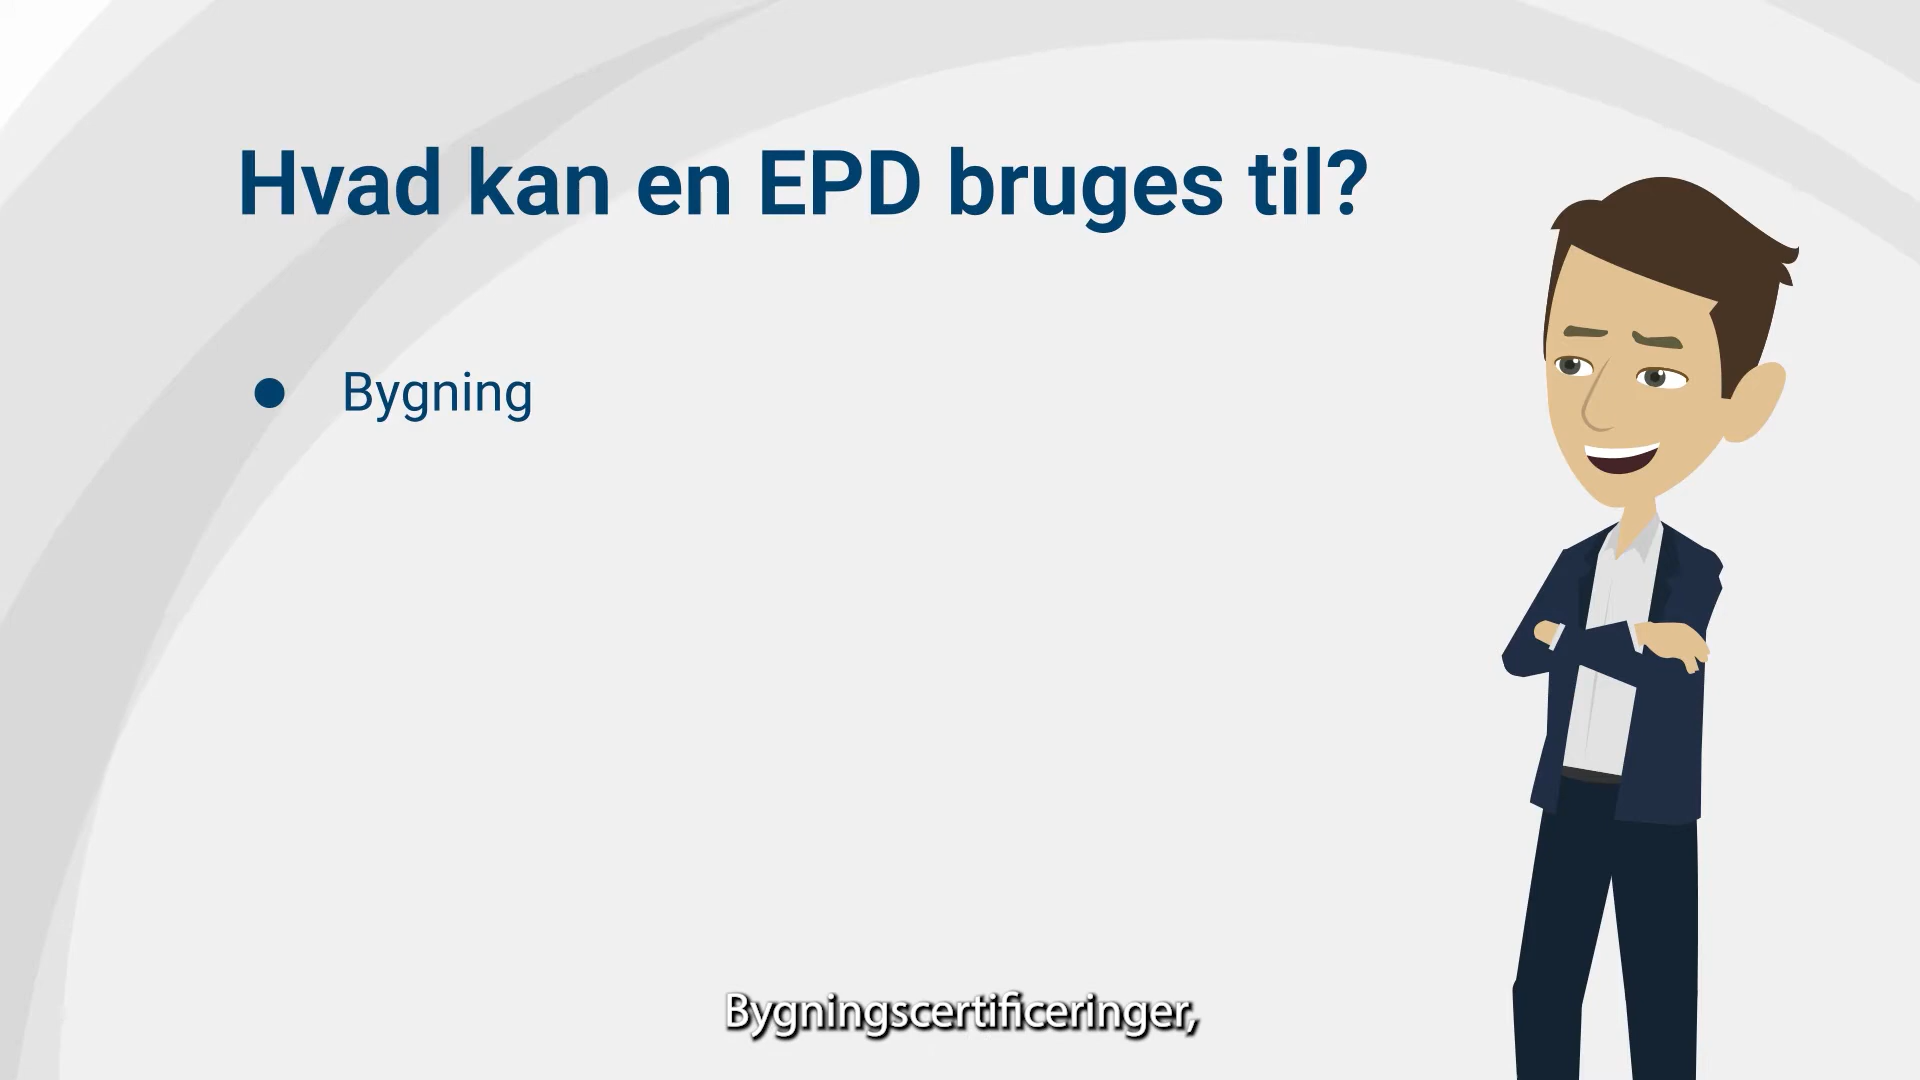 Hvad kan en EPD bruges til?
● Bygning
Bygningscertificeringer,